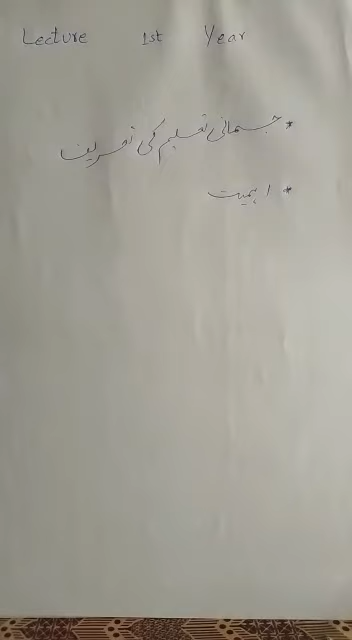 Lecture 1st Year
* جسمانی تعلیم کی تعریف
* اہمیت